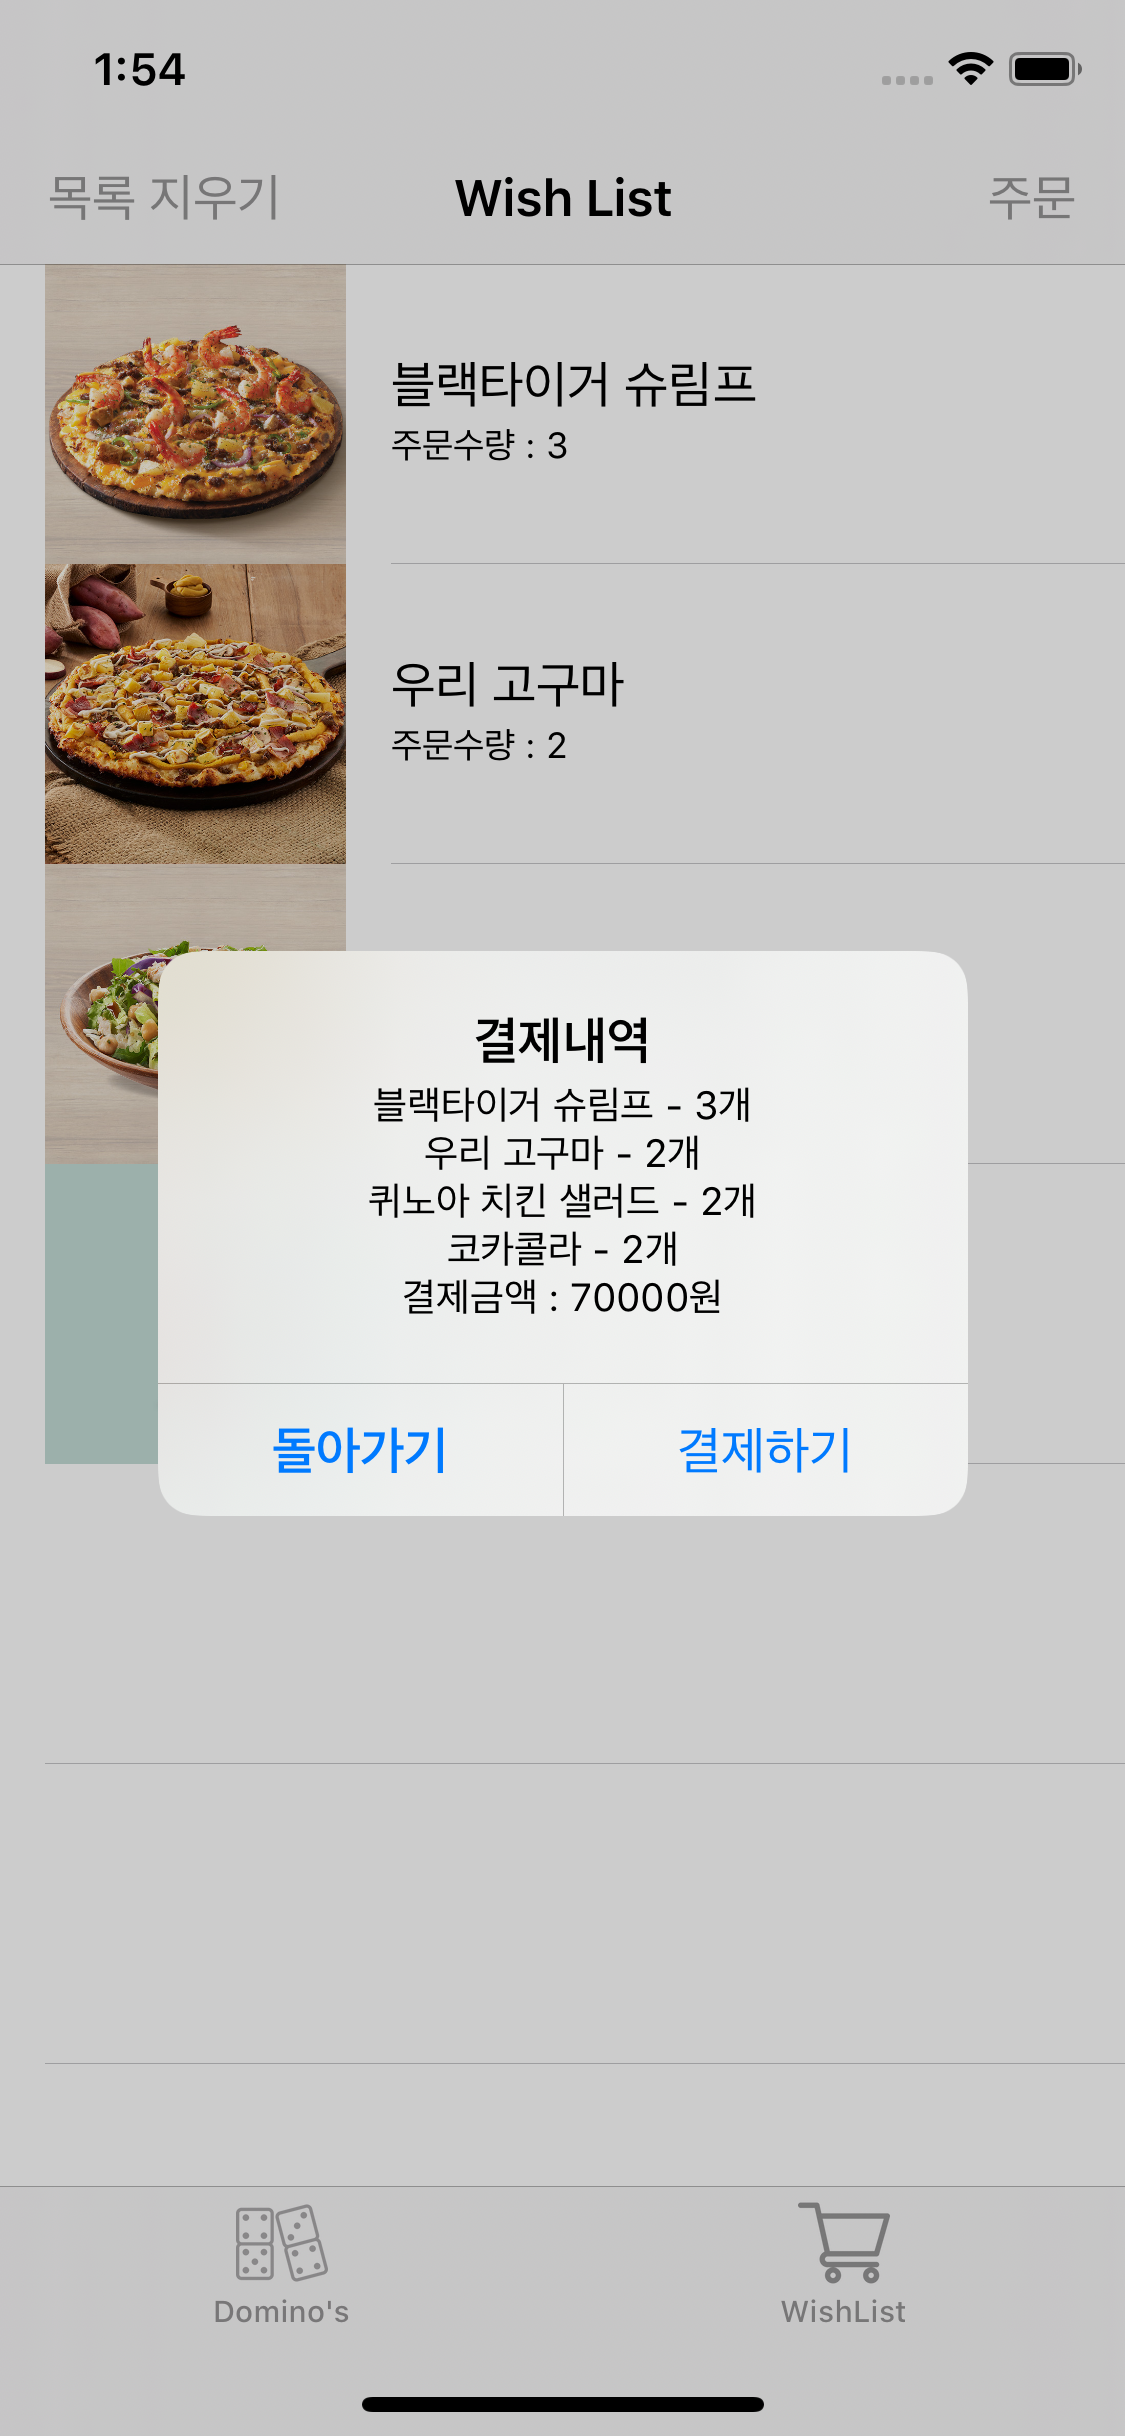 1:54
목록 지우기 Wish List 주문
블랙타이거 슈림프
주문수량 : 3
우리 고구마
주문수량 : 2
결제내역
블랙타이거 슈림프 - 3개
우리 고구마 - 2개
퀴노아 치킨 샐러드 - 2개
코카콜라 - 2개
결제금액 : 70000원
돌아가기 결제하기
Domino's WishList